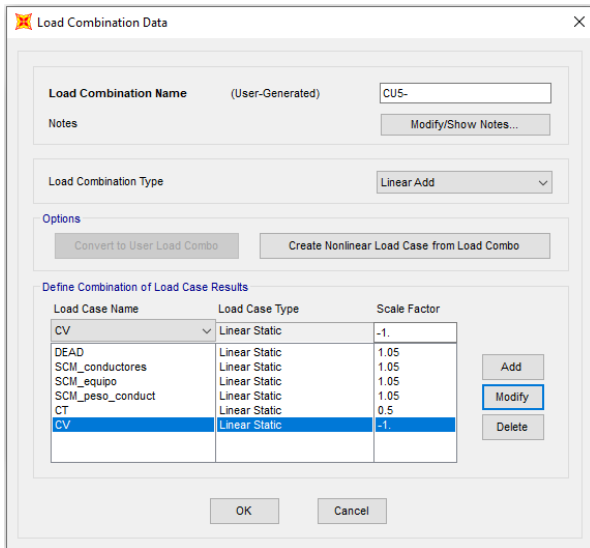 Load Combination Data
Load Combination Name (User-Generated) CU5-
Notes Modify/Show Notes...
Load Combination Type Linear Add
Options
Convert to User Load Combo Create Nonlinear Load Case from Load Combo
Define Combination of Load Case Results
Load Case Name Load Case Type Scale Factor
CV Linear Static -1.
DEAD Linear Static 1.05
SCM_conductores Linear Static 1.05
SCM_equipo Linear Static 1.05
SCM_peso_conduct Linear Static 1.05
CT Linear Static 0.5
CV Linear Static -1.
Add
Modify
Delete
OK Cancel